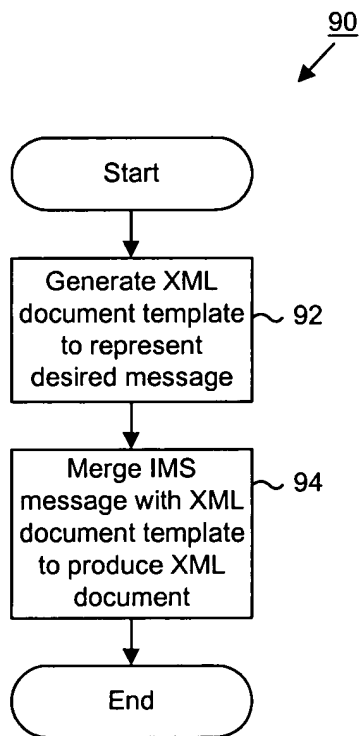 90
Start
Generate XML
document template
to represent
desired message
92
Merge IMS
message with XML
document template
to produce XML
document
94
End